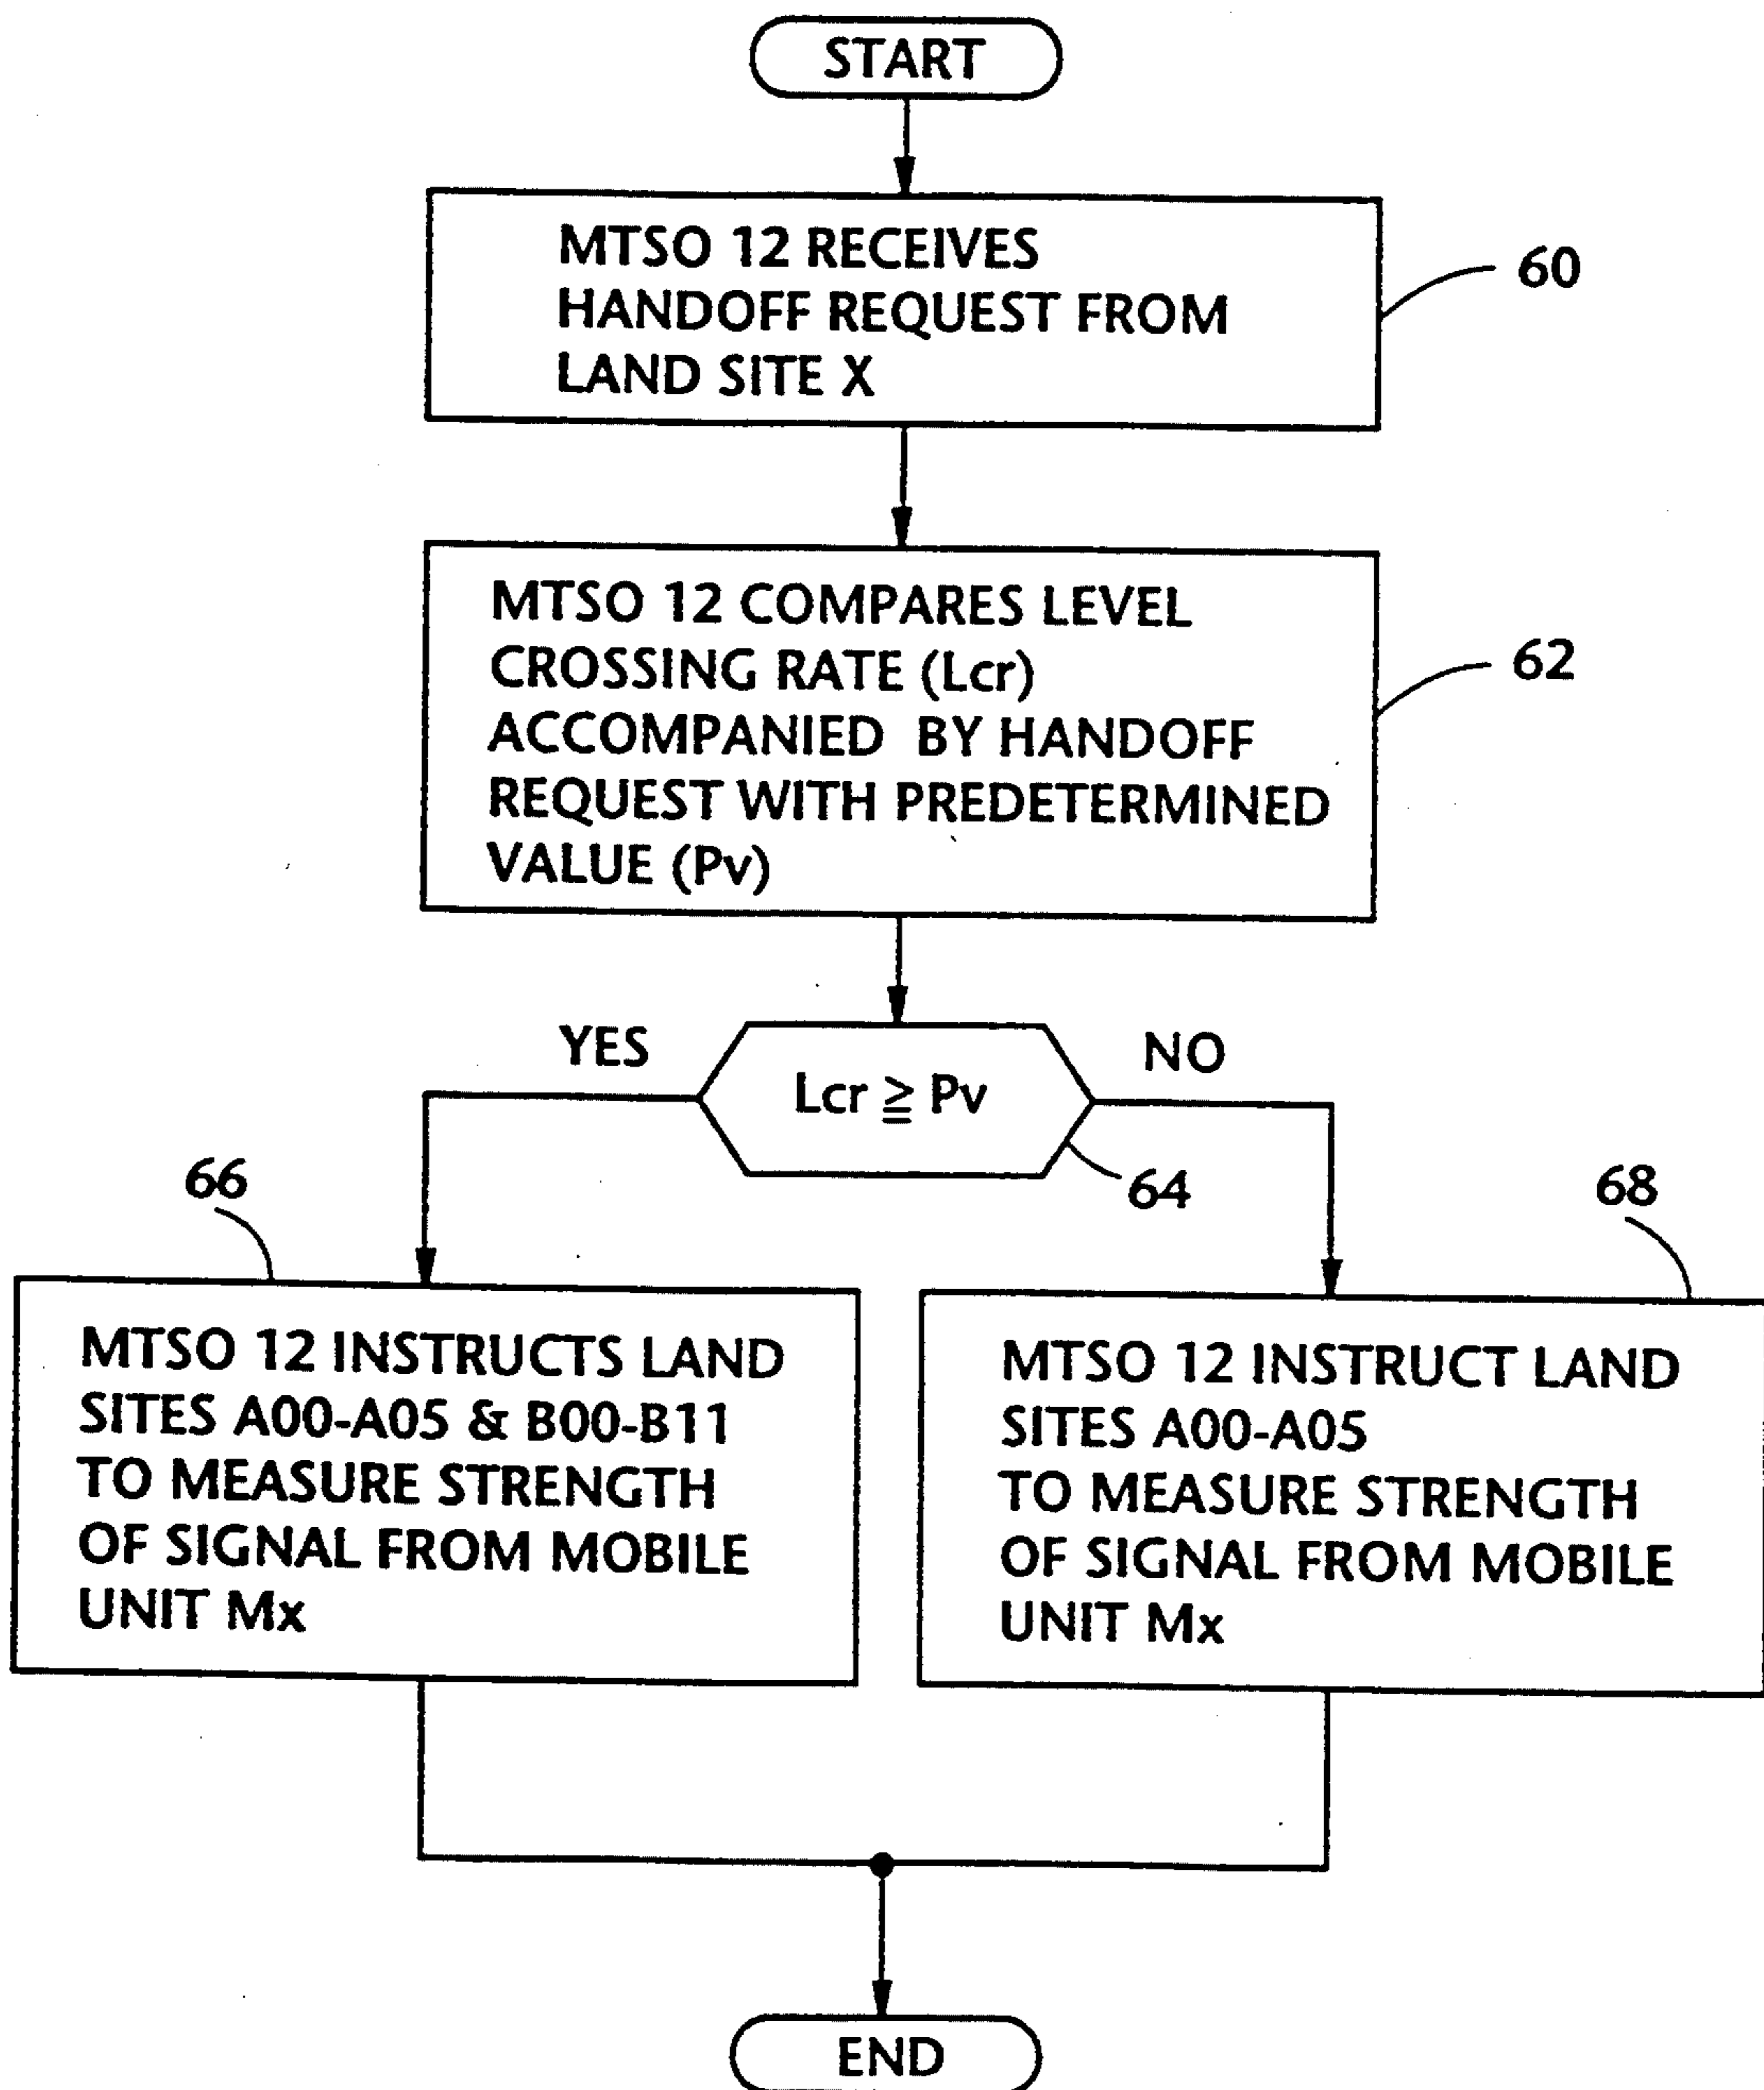 START
MTSO 12 RECEIVES
HANDOFF REQUEST FROM
LAND SITE X
60
MTSO 12 COMPARES LEVEL
CROSSING RATE (Lcr)
ACCOMPANIED BY HANDOFF
REQUEST WITH PREDETERMINED
VALUE (Pv)
62
YES
Lcr ≧ Pv
NO
64
66
MTSO 12 INSTRUCTS LAND
SITES A00-A05 & B00-B11
TO MEASURE STRENGTH
OF SIGNAL FROM MOBILE
UNIT Mx
68
MTSO 12 INSTRUCT LAND
SITES A00-A05
TO MEASURE STRENGTH
OF SIGNAL FROM MOBILE
UNIT Mx
END